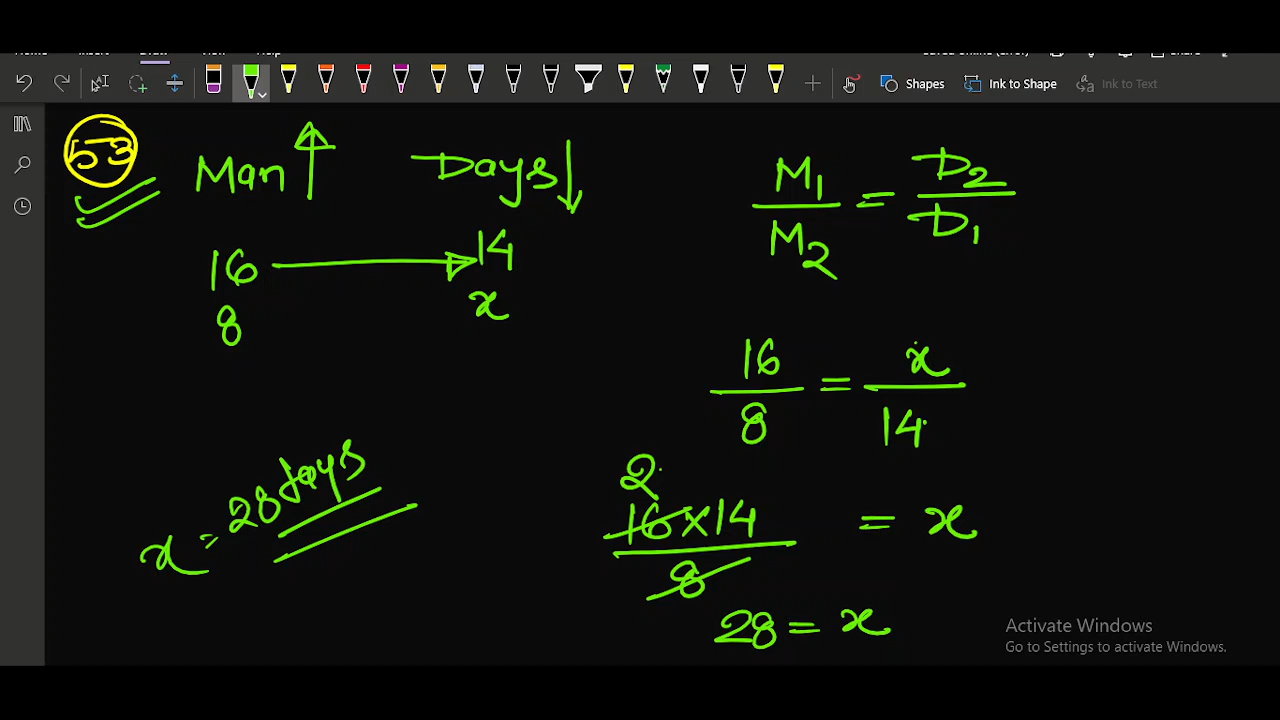 Shapes Ink to Shape Ink to Text
53
Man Days
16 14
8 x
M1/M2 = D2/D1
16/8 = x/14
2
16×14/8 = x
28 = x
x = 28 days
Activate Windows
Go to Settings to activate Windows.